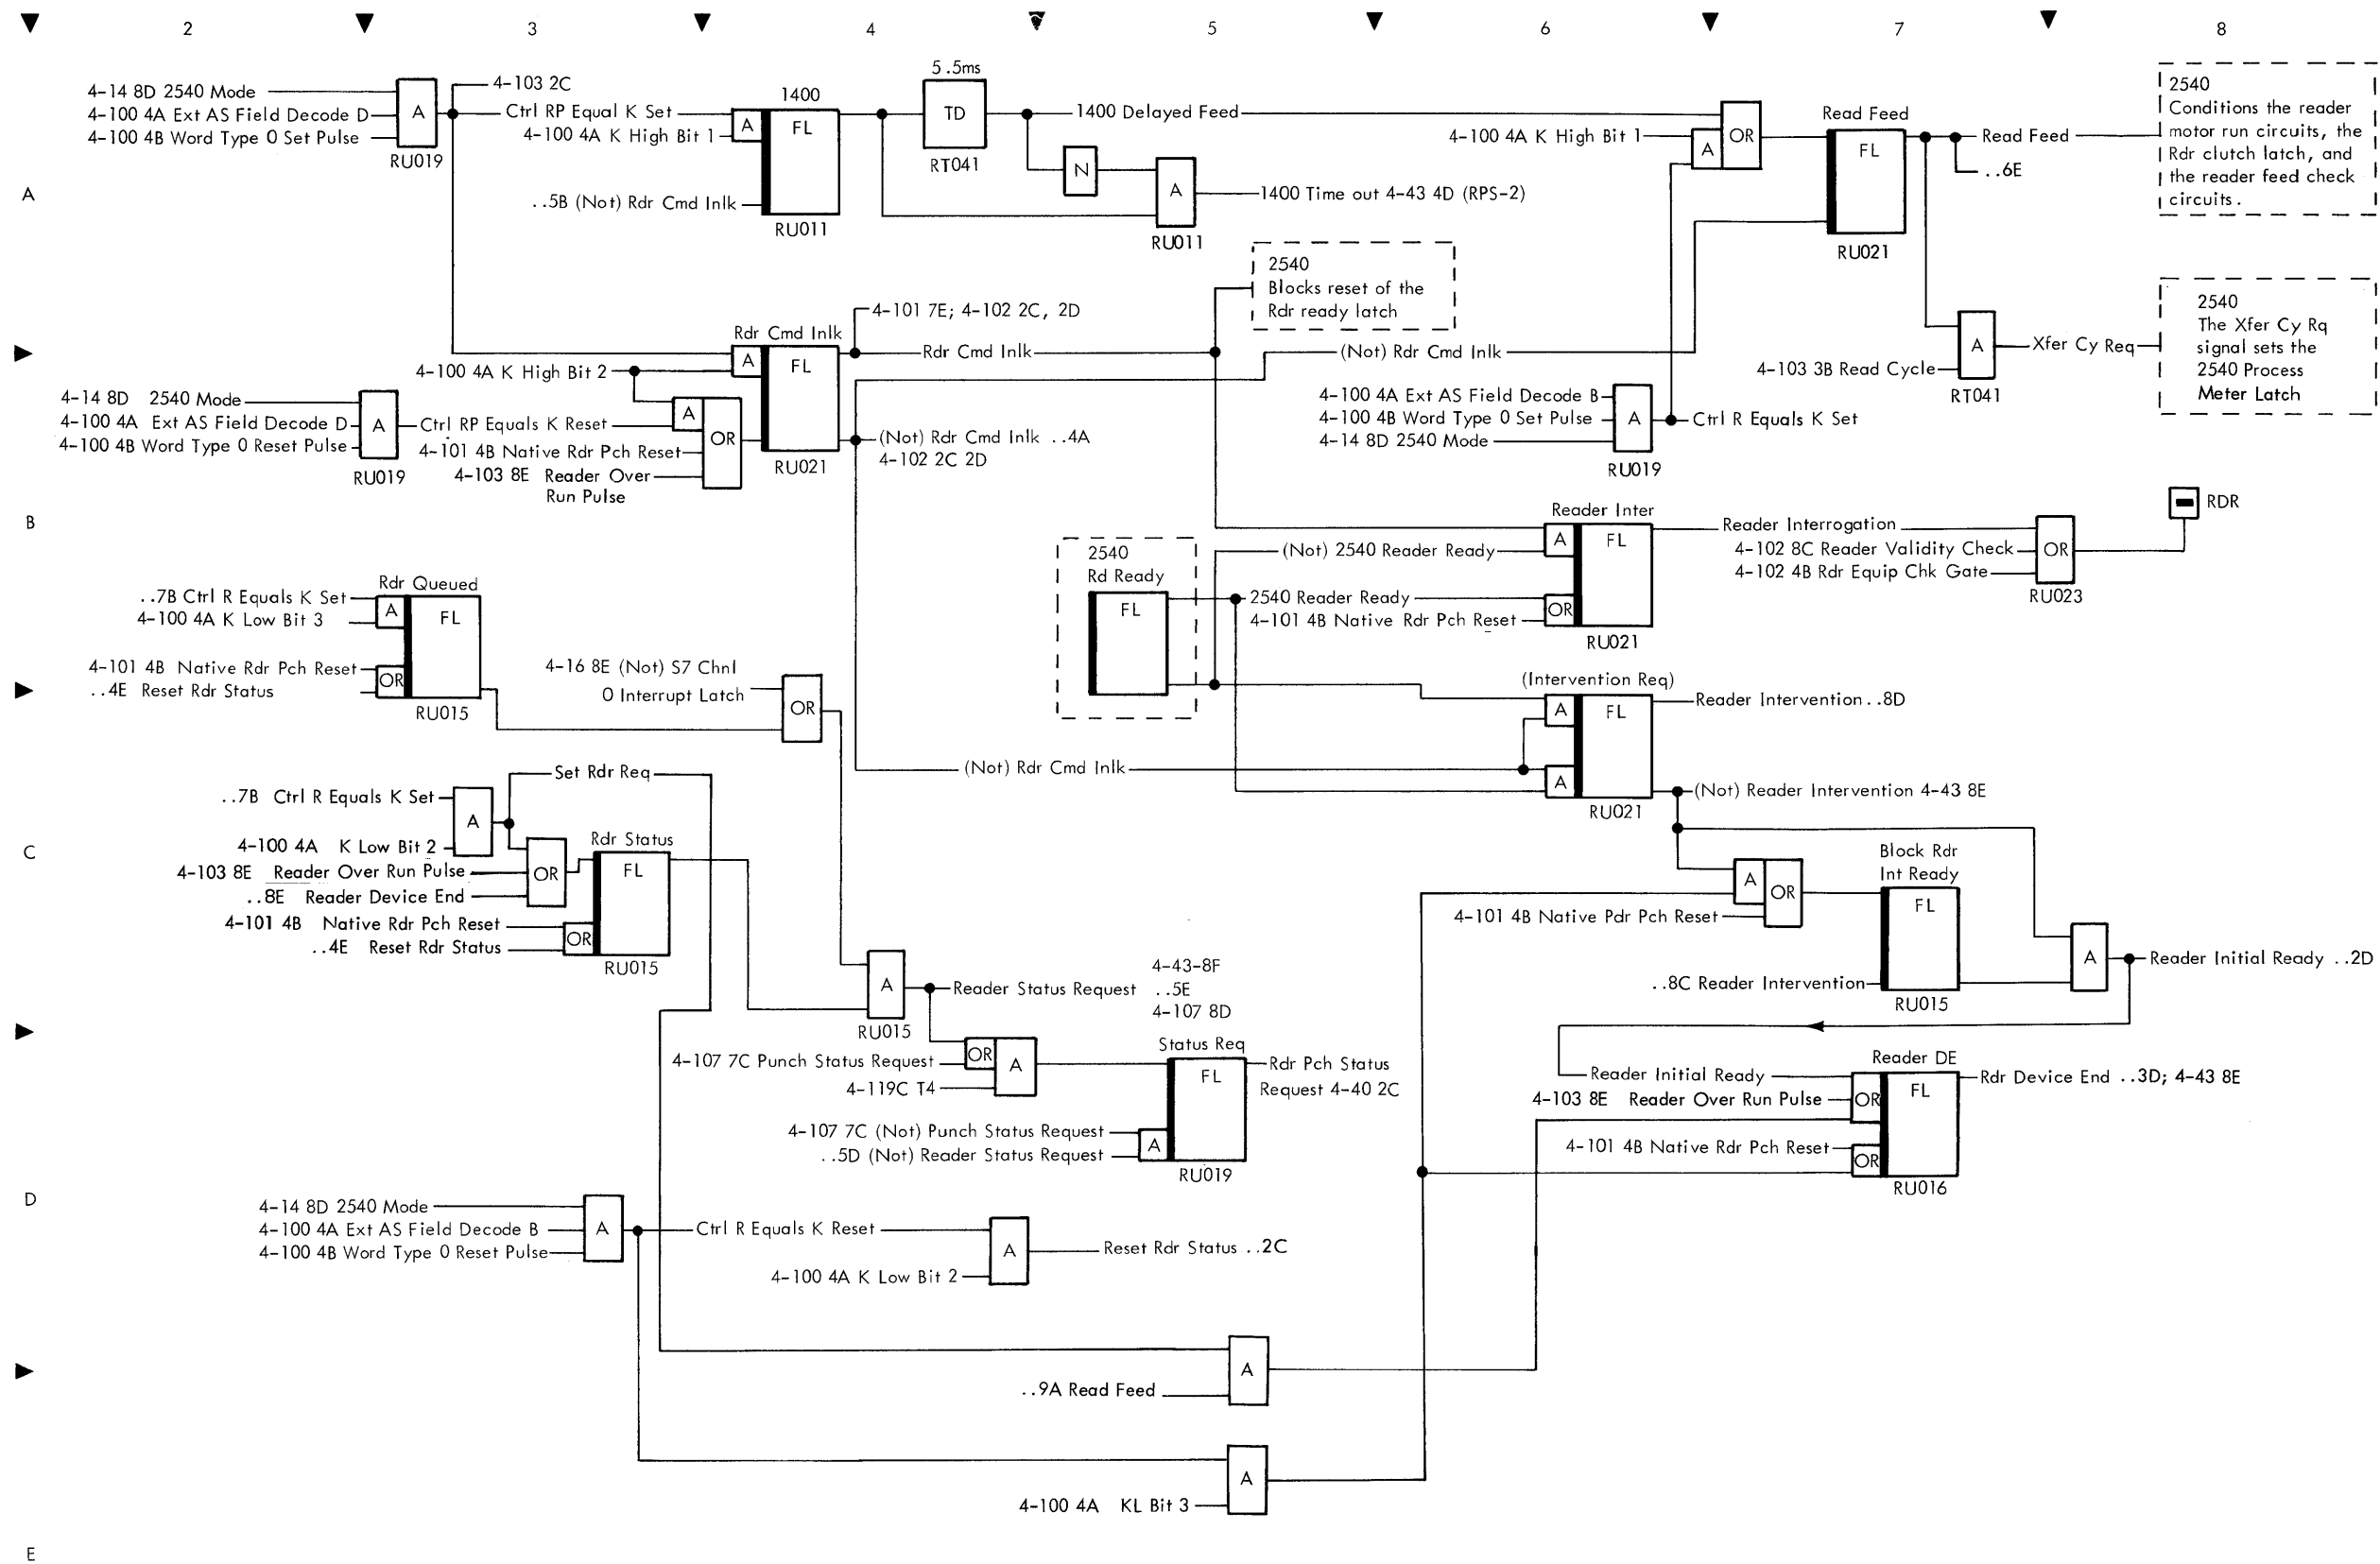 2 3 4 5 6 7 8
A
B
C
D
E
4-14 8D 2540 Mode
4-100 4A Ext AS Field Decode D
4-100 4B Word Type 0 Set Pulse
A
RU019
4-103 2C
Ctrl RP Equal K Set
4-100 4A K High Bit 1
..5B (Not) Rdr Cmd Inlk
1400
A
FL
RU011
5.5ms
TD
RT041
1400 Delayed Feed
N
A
RU011
1400 Time out 4-43 4D (RPS-2)
4-100 4A K High Bit 1
A
OR
Read Feed
FL
RU021
Read Feed
..6E
2540
Conditions the reader
motor run circuits, the
Rdr clutch latch, and
the reader feed check
circuits.
2540
Blocks reset of the
Rdr ready latch
4-101 7E; 4-102 2C, 2D
Rdr Cmd Inlk
A
FL
RU021
Rdr Cmd Inlk
(Not) Rdr Cmd Inlk
4-100 4A K High Bit 2
4-14 8D 2540 Mode
4-100 4A Ext AS Field Decode D
4-100 4B Word Type 0 Reset Pulse
A
RU019
Ctrl RP Equals K Reset
4-101 4B Native Rdr Pch Reset
4-103 8E Reader Over
Run Pulse
A
OR
(Not) Rdr Cmd Inlk ..4A
4-102 2C 2D
4-100 4A Ext AS Field Decode B
4-100 4B Word Type 0 Set Pulse
4-14 8D 2540 Mode
A
RU019
Ctrl R Equals K Set
4-103 3B Read Cycle
A
RT041
Xfer Cy Req
2540
The Xfer Cy Rq
signal sets the
2540 Process
Meter Latch
Reader Inter
A
FL
OR
RU021
Reader Interrogation
4-102 8C Reader Validity Check
4-102 4B Rdr Equip Chk Gate
OR
RU023
RDR
2540
Rd Ready
FL
(Not) 2540 Reader Ready
2540 Reader Ready
4-101 4B Native Rdr Pch Reset
Rdr Queued
..7B Ctrl R Equals K Set
4-100 4A K Low Bit 3
A
FL
4-101 4B Native Rdr Pch Reset
..4E Reset Rdr Status
OR
RU015
4-16 8E (Not) S7 Chnl
0 Interrupt Latch
OR
(Intervention Req)
A
FL
A
RU021
Reader Intervention..8D
(Not) Rdr Cmd Inlk
(Not) Reader Intervention 4-43 8E
Set Rdr Req
..7B Ctrl R Equals K Set
A
4-100 4A K Low Bit 2
4-103 8E Reader Over Run Pulse
..8E Reader Device End
OR
Rdr Status
FL
4-101 4B Native Rdr Pch Reset
..4E Reset Rdr Status
OR
RU015
A
RU015
Reader Status Request
4-43-8F
..5E
4-107 8D
Block Rdr
Int Ready
A
OR
4-101 4B Native Pdr Pch Reset
FL
..8C Reader Intervention
RU015
A
Reader Initial Ready ..2D
4-107 7C Punch Status Request
4-119C T4
OR
A
Status Req
FL
Rdr Pch Status
Request 4-40 2C
4-107 7C (Not) Punch Status Request
..5D (Not) Reader Status Request
A
RU019
Reader DE
Reader Initial Ready
4-103 8E Reader Over Run Pulse
OR
FL
4-101 4B Native Rdr Pch Reset
OR
RU016
Rdr Device End ..3D; 4-43 8E
4-14 8D 2540 Mode
4-100 4A Ext AS Field Decode B
4-100 4B Word Type 0 Reset Pulse
A
Ctrl R Equals K Reset
4-100 4A K Low Bit 2
A
Reset Rdr Status ..2C
..9A Read Feed
A
4-100 4A KL Bit 3
A